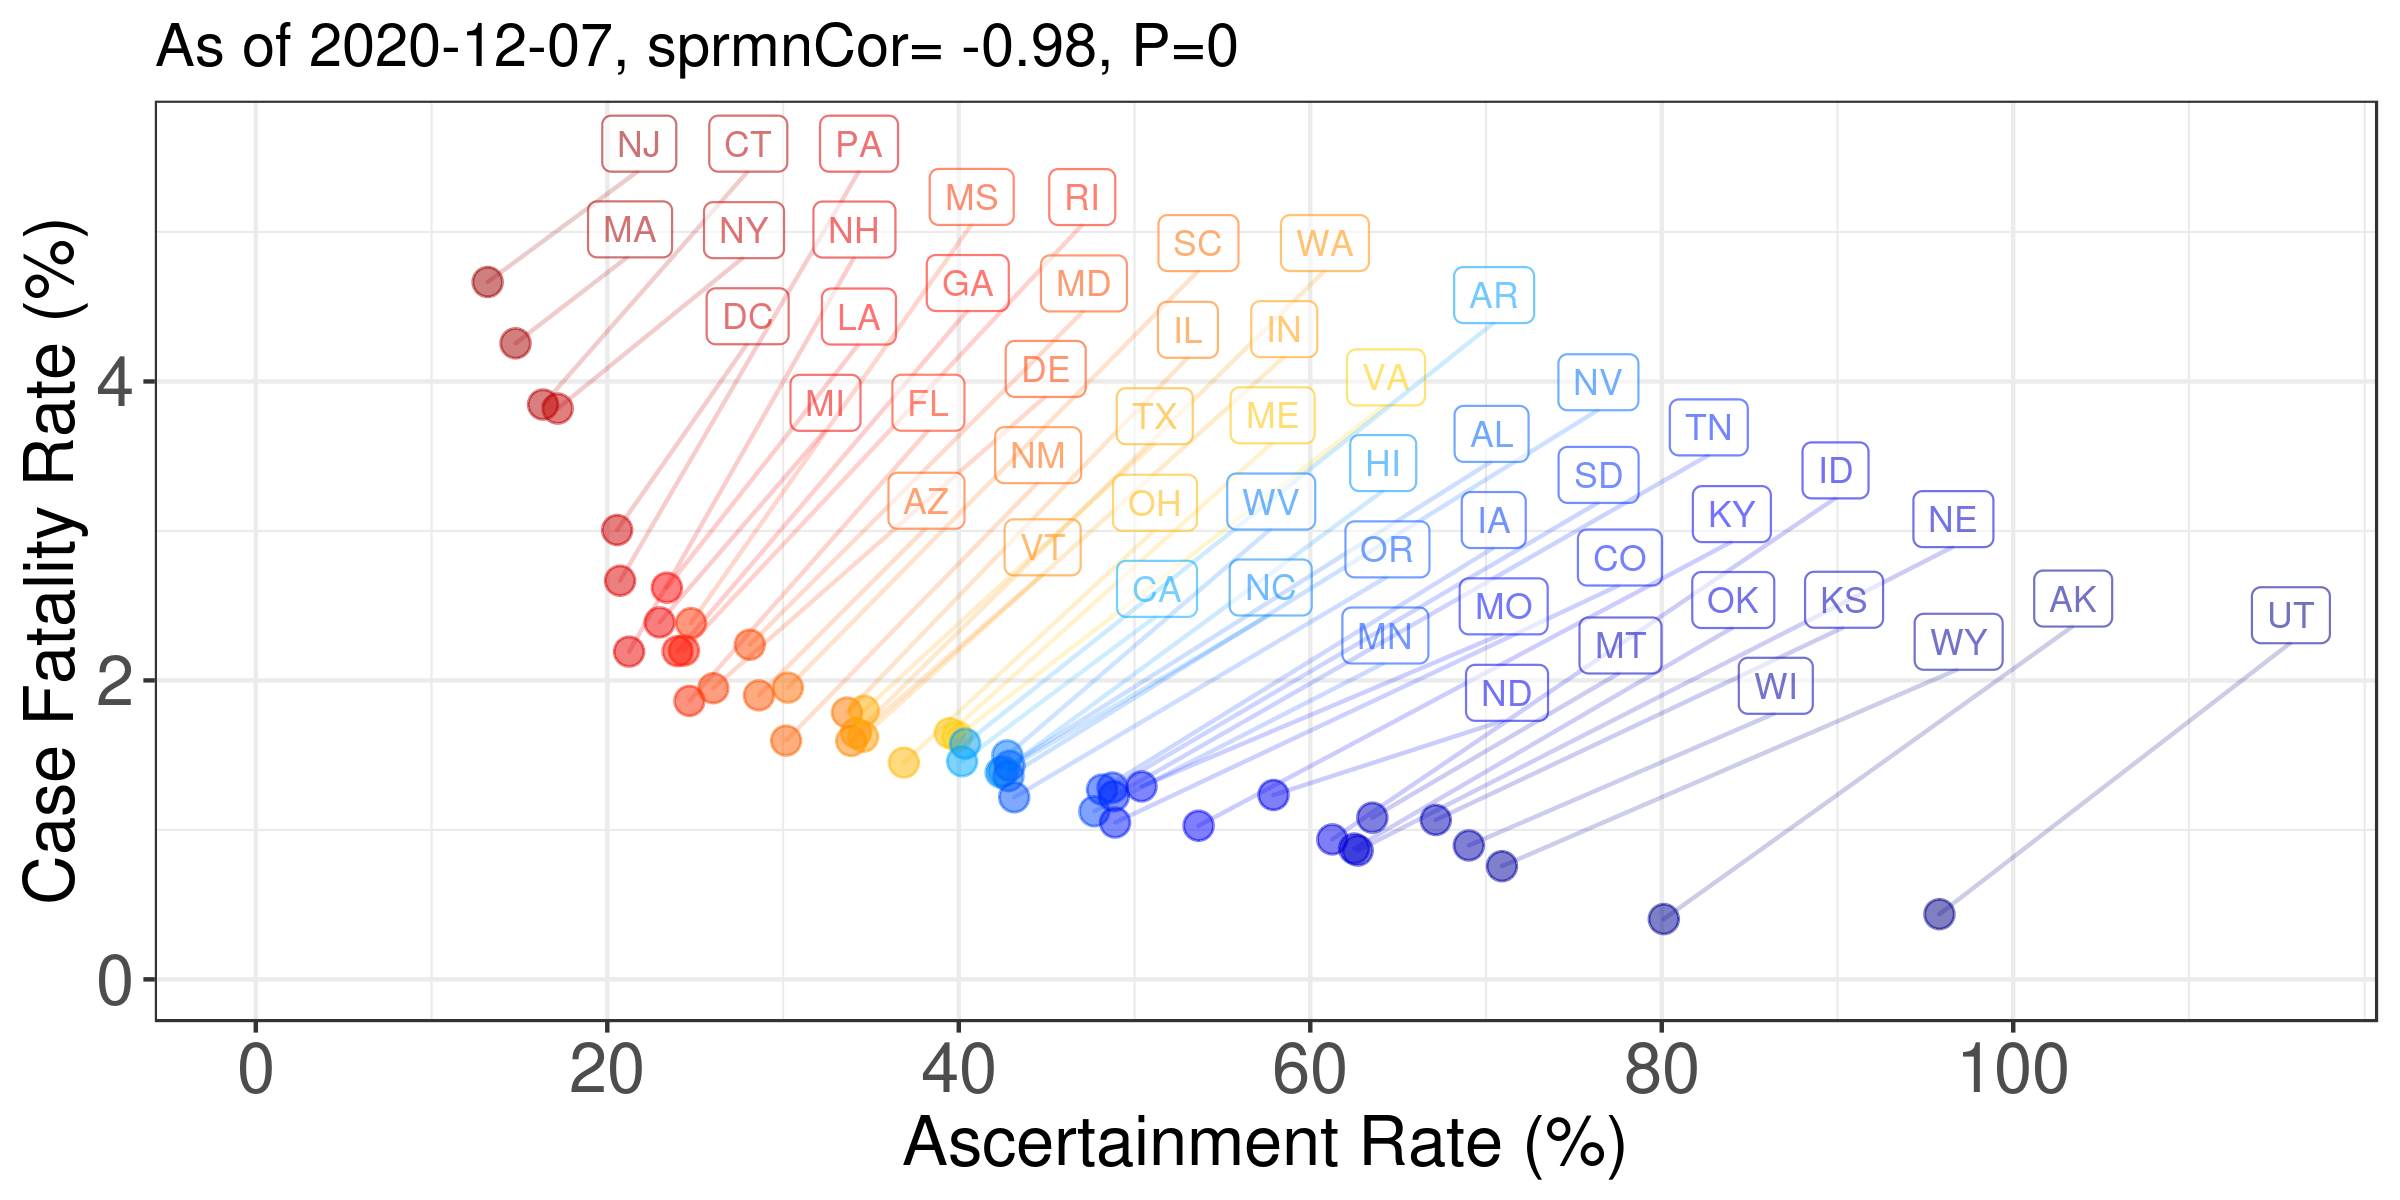 As of 2020-12-07, sprmnCor= -0.98, P=0
Case Fatality Rate (%)
4
2
0
NJ CT PA
MS RI
MA NY NH
SC WA
GA MD
AR
DC LA
IL IN
DE
VA NV
MI FL
TX ME
AL TN
NM
HI ID
SD
AZ OH WV
KY
IA NE
VT
OR CO
CA NC
MO OK KS AK
UT
MN MT WY
ND WI
0 20 40 60 80 100
Ascertainment Rate (%)